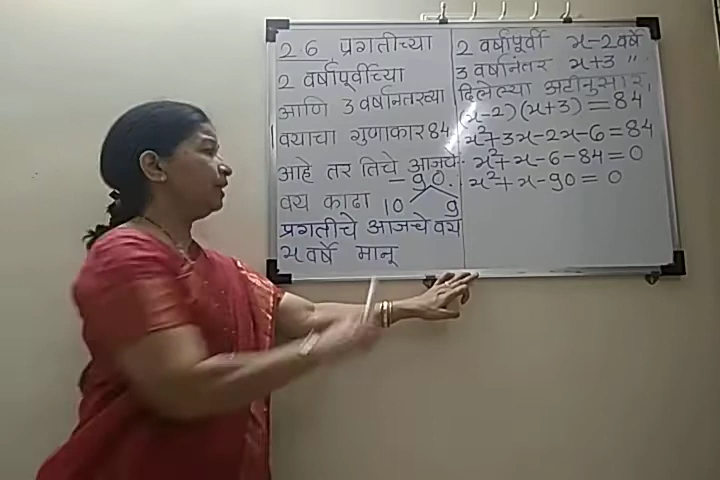 26 प्रगतीच्या
2 वर्षांपूर्वीच्या
आणि 3 वर्षानंतरच्या
वयाचा गुणाकार 84
आहे तर तिचे आजचे
वय काढा
-90
10 9
प्रगतीचे आजचे वय
x वर्षे मानू
2 वर्षांपूर्वी x-2 वर्षे
3 वर्षानंतर x+3 "
दिलेल्या अटीनुसार,
(x-2)(x+3) = 84
x²+3x-2x-6=84
x²+x-6-84=0
x²+x-90=0